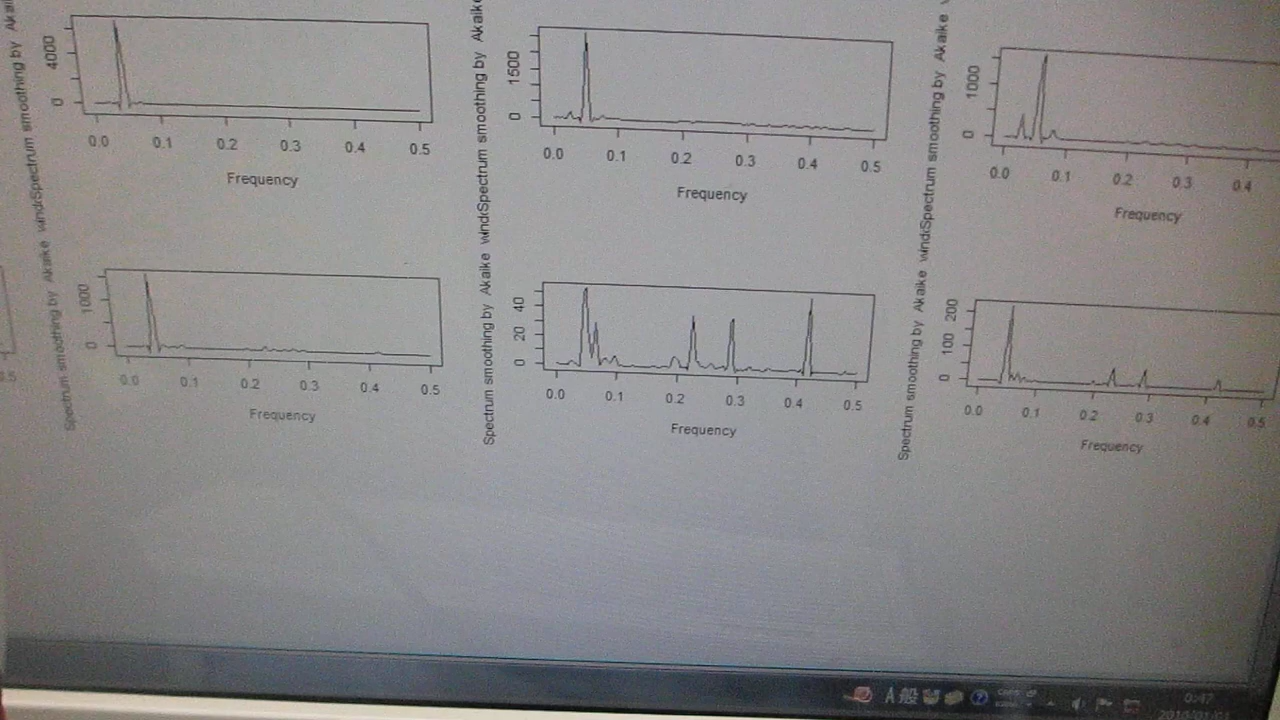 Spectrum smoothing by Akaike
4000
0
0.0 0.1 0.2 0.3 0.4 0.5
Frequency
Spectrum smoothing by Akaike
1500
0
0.0 0.1 0.2 0.3 0.4 0.5
Frequency
Spectrum smoothing by Akaike
1000
0
0.0 0.1 0.2 0.3 0.4
Frequency
Spectrum smoothing by Akaike wind
1000
0
0.0 0.1 0.2 0.3 0.4 0.5
Frequency
Spectrum smoothing by Akaike wind
40
20
0
0.0 0.1 0.2 0.3 0.4 0.5
Frequency
Spectrum smoothing by Akaike wind
200
100
0
0.0 0.1 0.2 0.3 0.4 0.5
Frequency
A 般
0:47